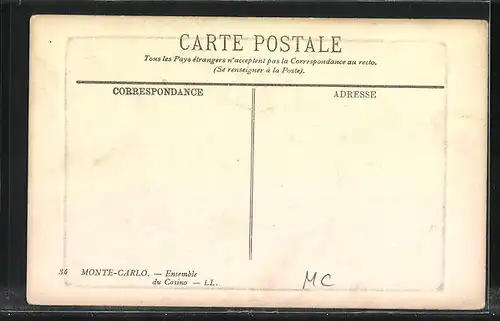 CARTE POSTALE
Tous les Pays étrangers n'acceptent pas la Correspondance au recto.
(Se renseigner à la Poste).
CORRESPONDANCE
ADRESSE
34 MONTE-CARLO. — Ensemble
du Casino — LL.
MC